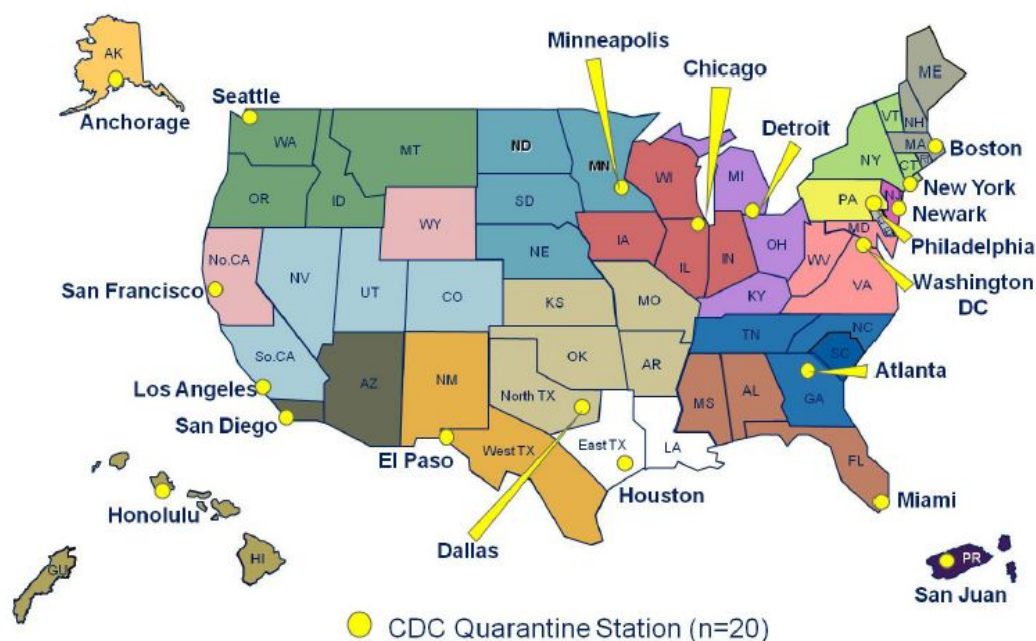 Minneapolis
Chicago
AK
Seattle
Anchorage
Detroit
ME
WA
MT
ND
MN
VT
NH
MA
Boston
OR
ID
SD
WI
MI
NY
CT
RI
New York
WY
PA
NJ
Newark
No.CA
NV
UT
CO
NE
IA
IL
IN
OH
WV
MD
Philadelphia
San Francisco
KS
MO
KY
VA
Washington
DC
So.CA
AZ
NM
OK
AR
TN
NC
SC
Los Angeles
North TX
MS
AL
GA
Atlanta
San Diego
El Paso
West TX
East TX
LA
FL
Houston
Miami
Honolulu
Dallas
HI
GU
PR
San Juan
CDC Quarantine Station (n=20)